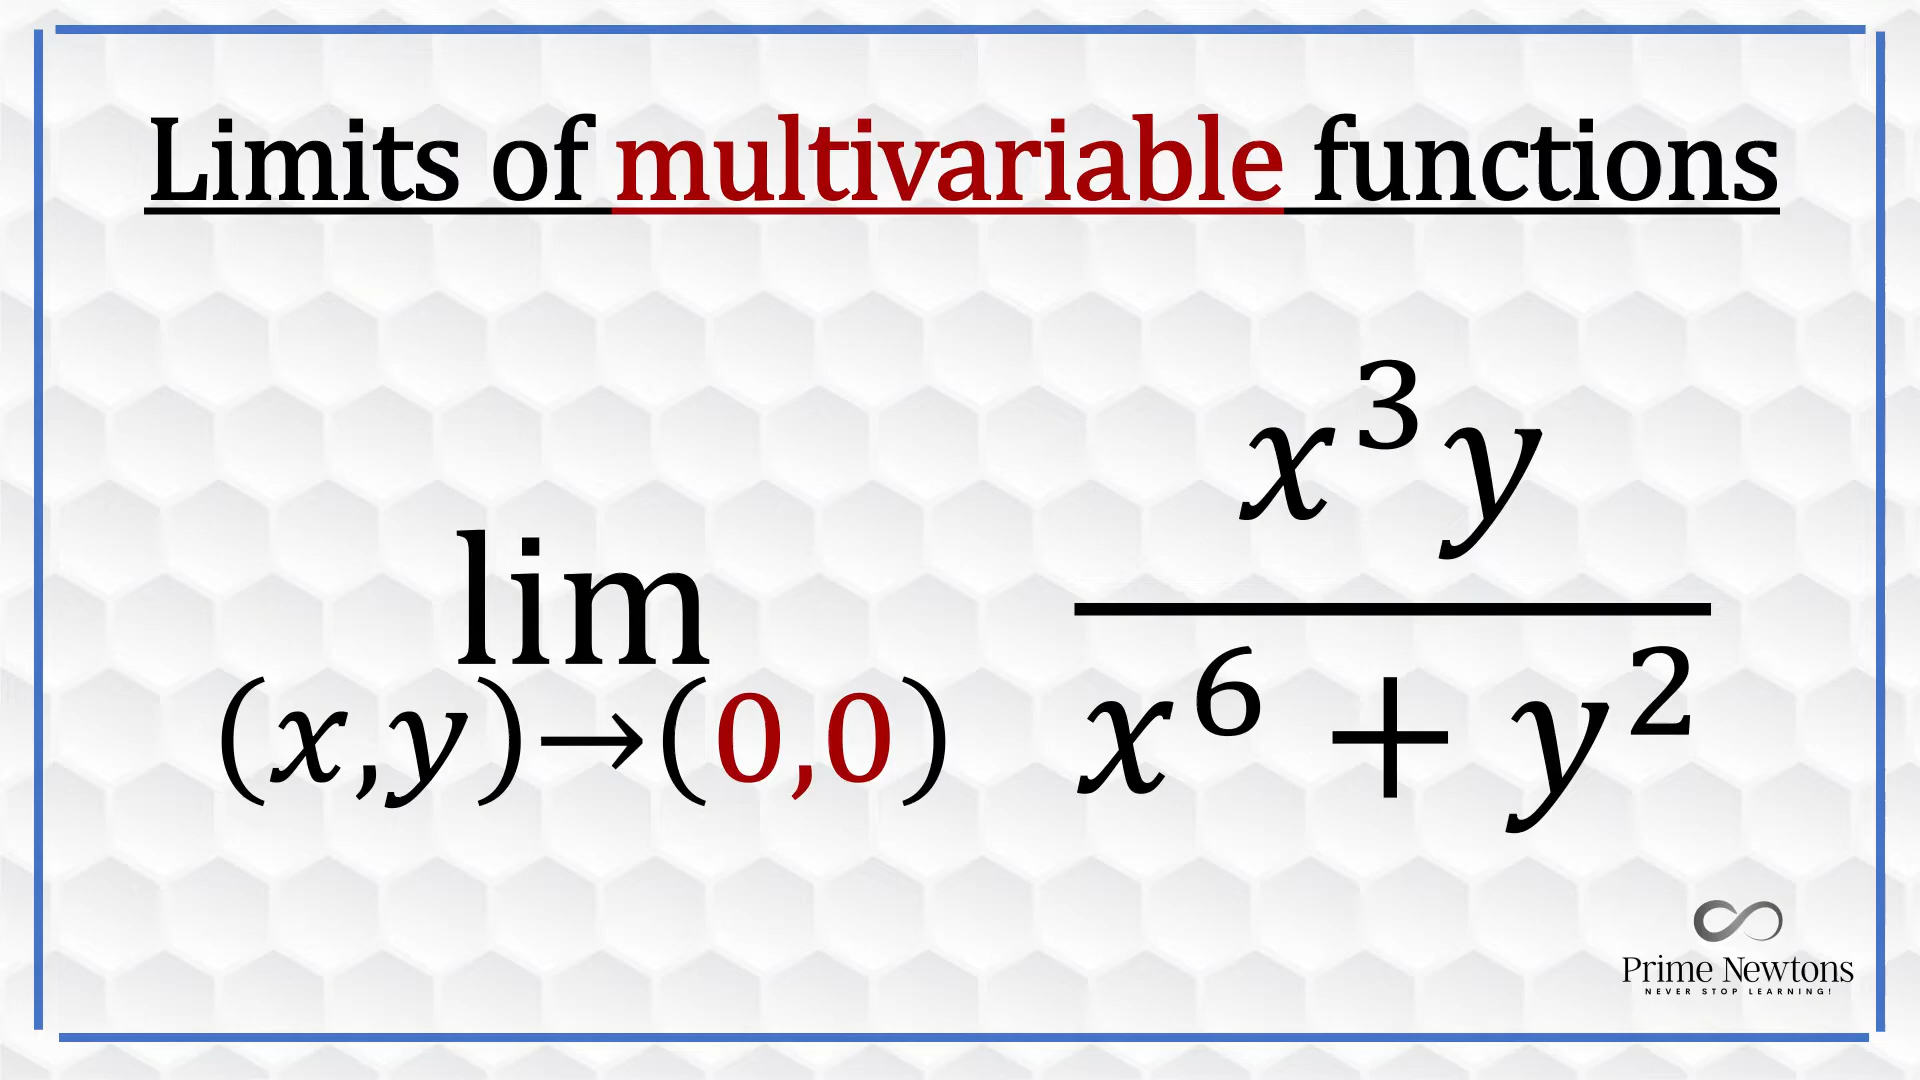 Limits of multivariable functions
x³y
lim
(x,y)→(0,0)
x⁶ + y²
Prime Newtons
NEVER STOP LEARNING!